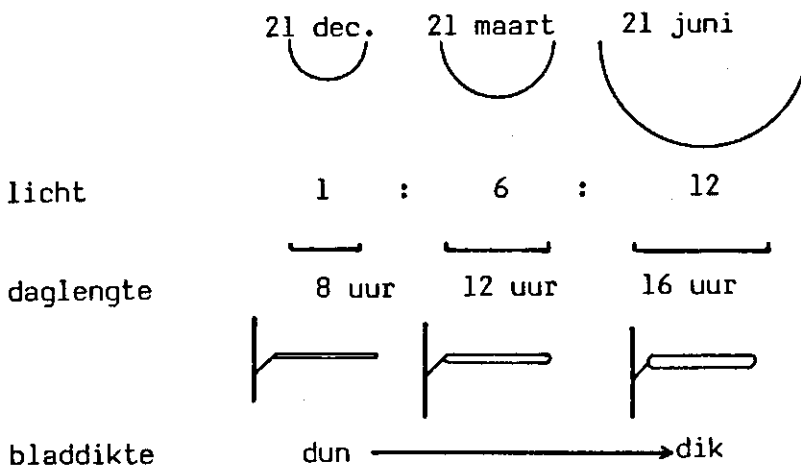 21 dec. 21 maart 21 juni
licht 1 : 6 : 12
daglengte 8 uur 12 uur 16 uur
bladdikte dun dik